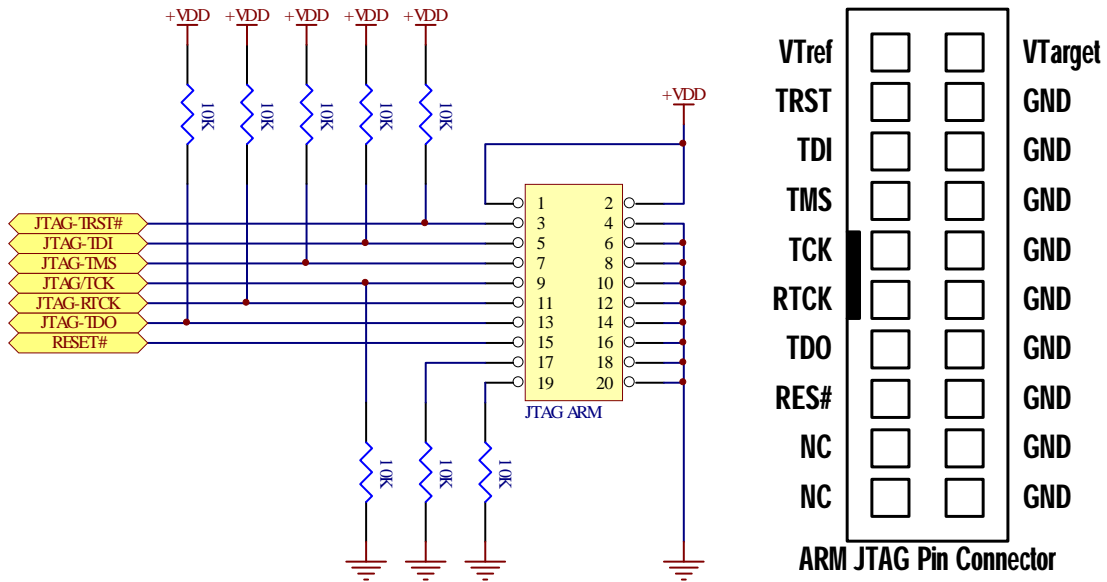 +VDD +VDD +VDD +VDD +VDD
10K 10K 10K 10K 10K
+VDD
1 2
JTAG-TRST# 3 4
JTAG-TDI 5 6
JTAG-TMS 7 8
JTAG/TCK 9 10
JTAG-RTCK 11 12
JTAG-TDO 13 14
RESET# 15 16
17 18
19 20
JTAG ARM
10K 10K 10K
VTref VTarget
TRST GND
TDI GND
TMS GND
TCK GND
RTCK GND
TDO GND
RES# GND
NC GND
NC GND
ARM JTAG Pin Connector